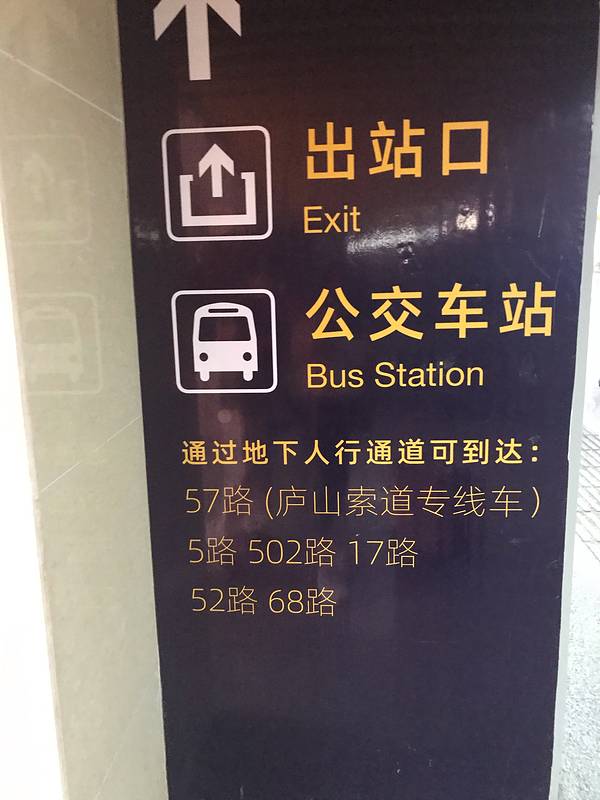 出站口
Exit
公交车站
Bus Station
通过地下人行通道可到达：
57路 (庐山索道专线车)
5路 502路 17路
52路 68路